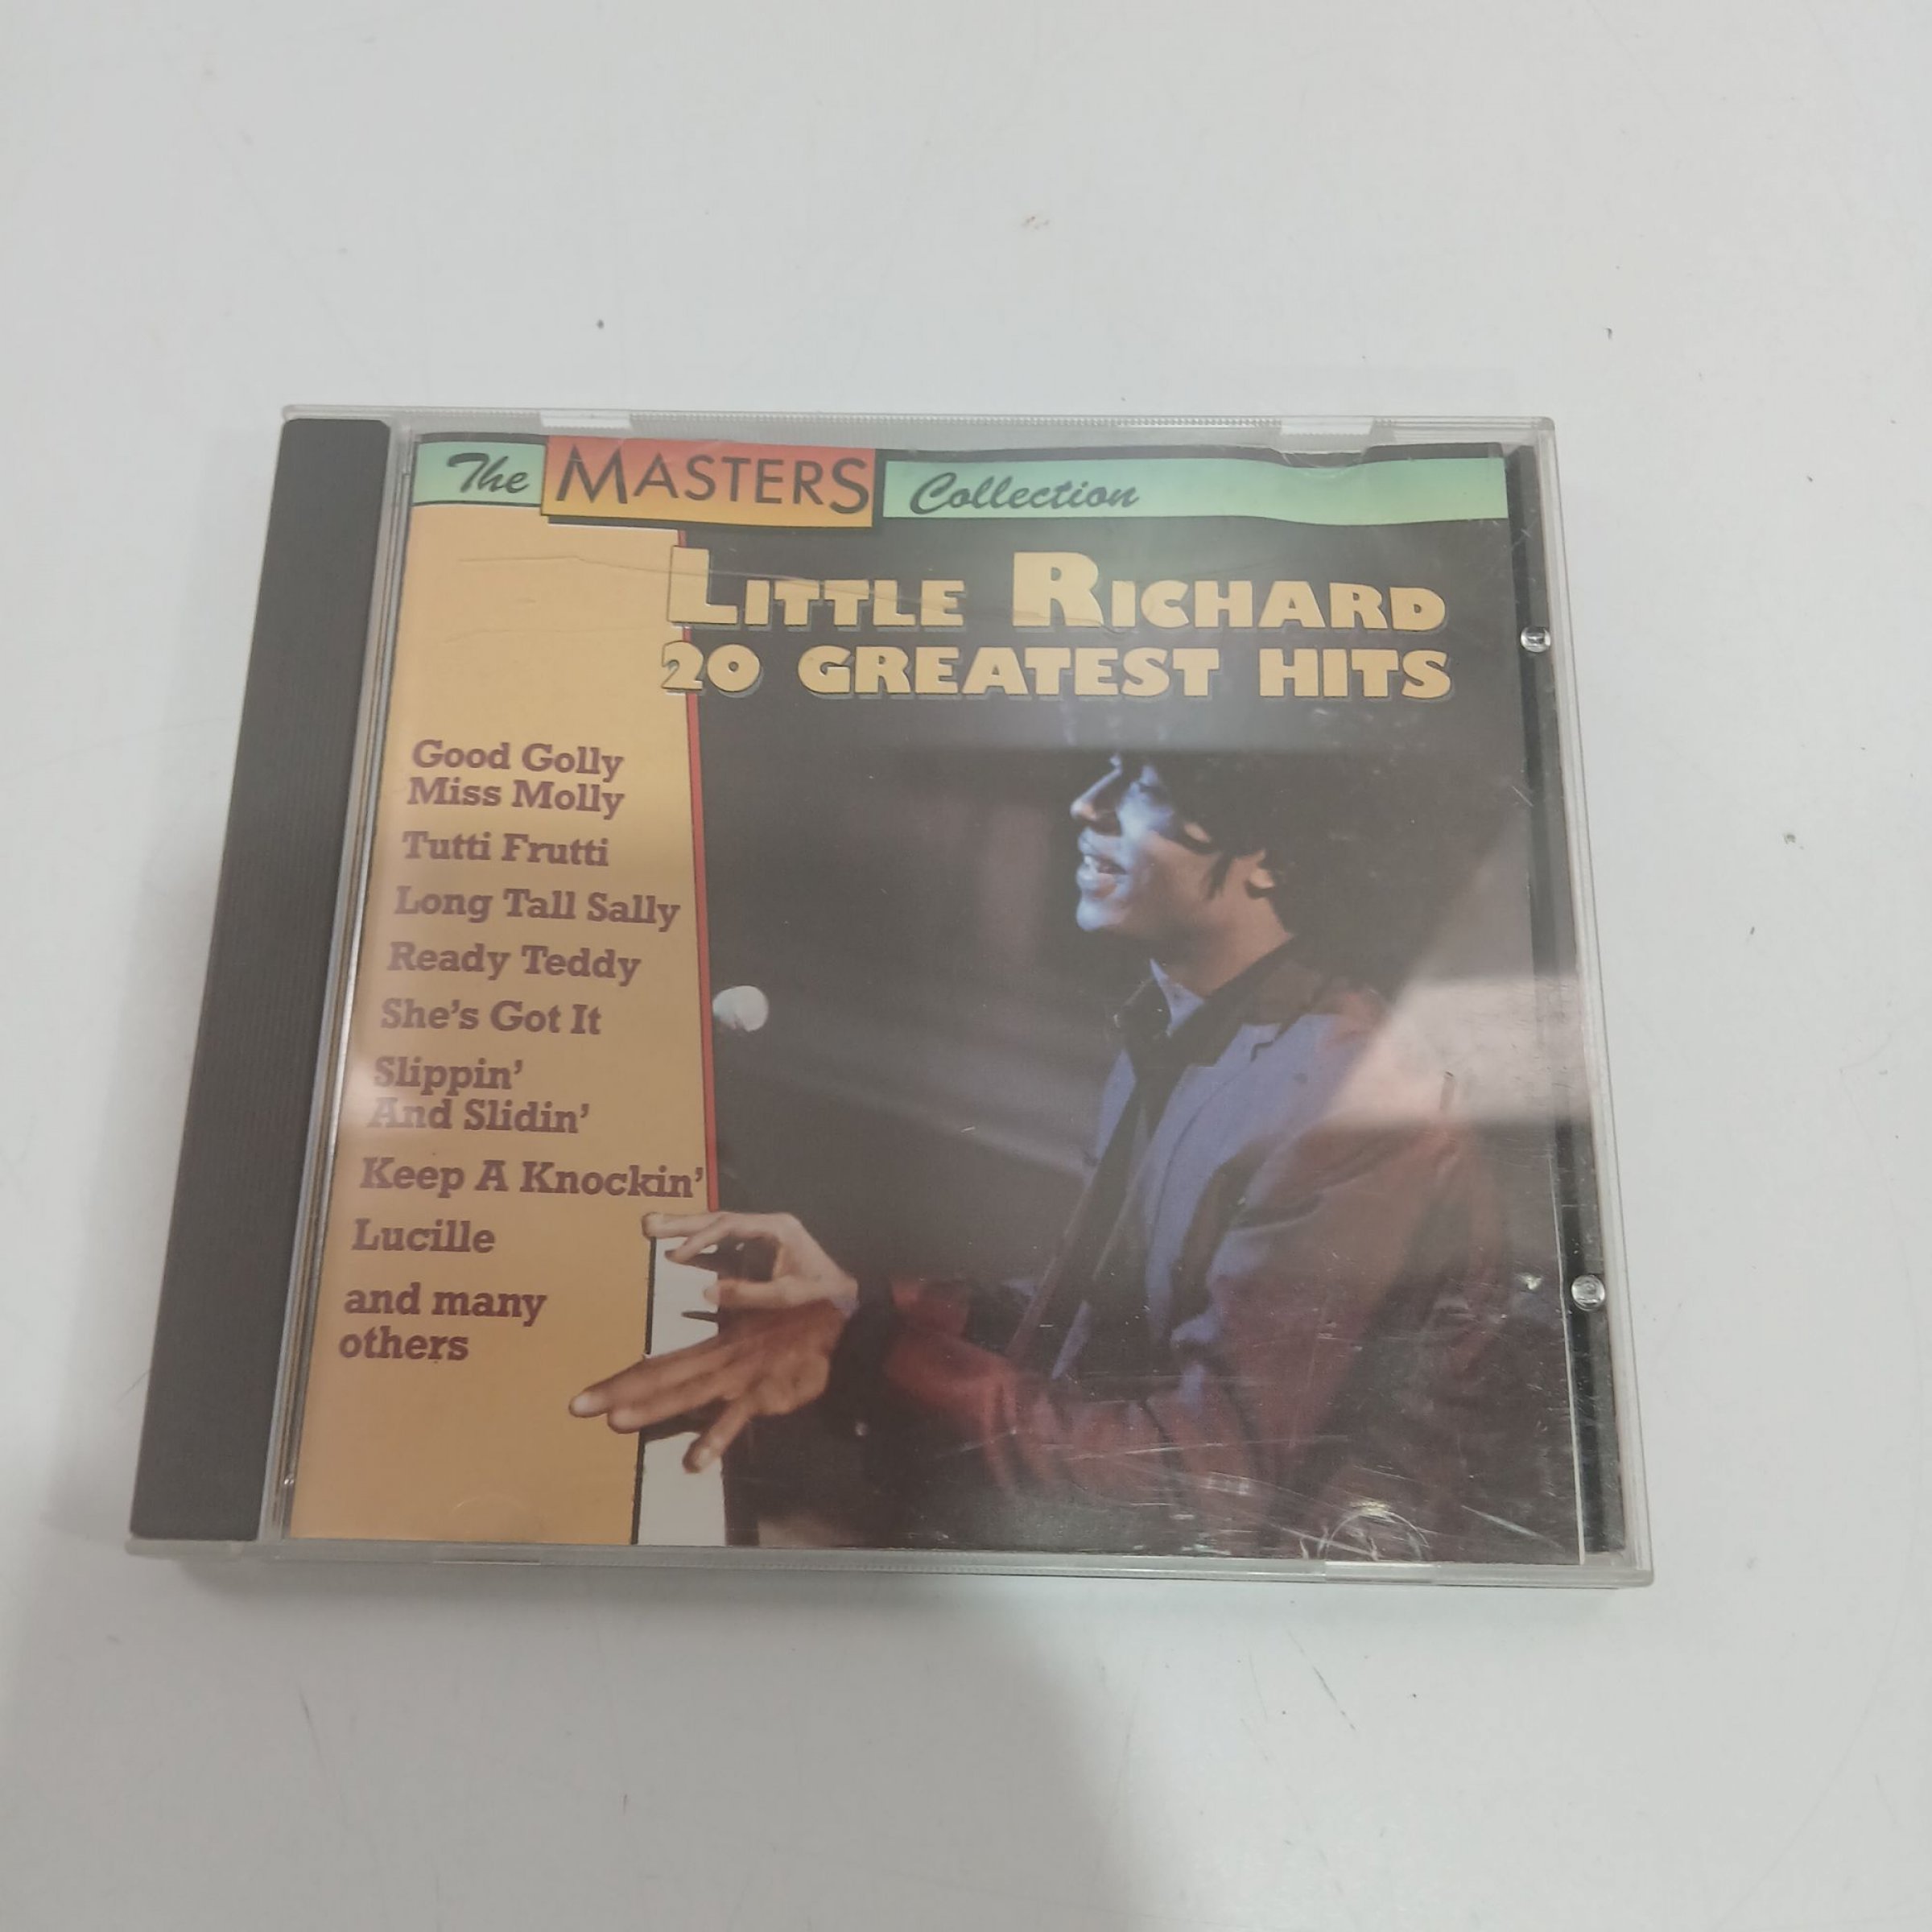 The MASTERS Collection
LITTLE RICHARD
20 GREATEST HITS
Good Golly
Miss Molly
Tutti Frutti
Long Tall Sally
Ready Teddy
She's Got It
Slippin'
And Slidin'
Keep A Knockin'
Lucille
and many
others